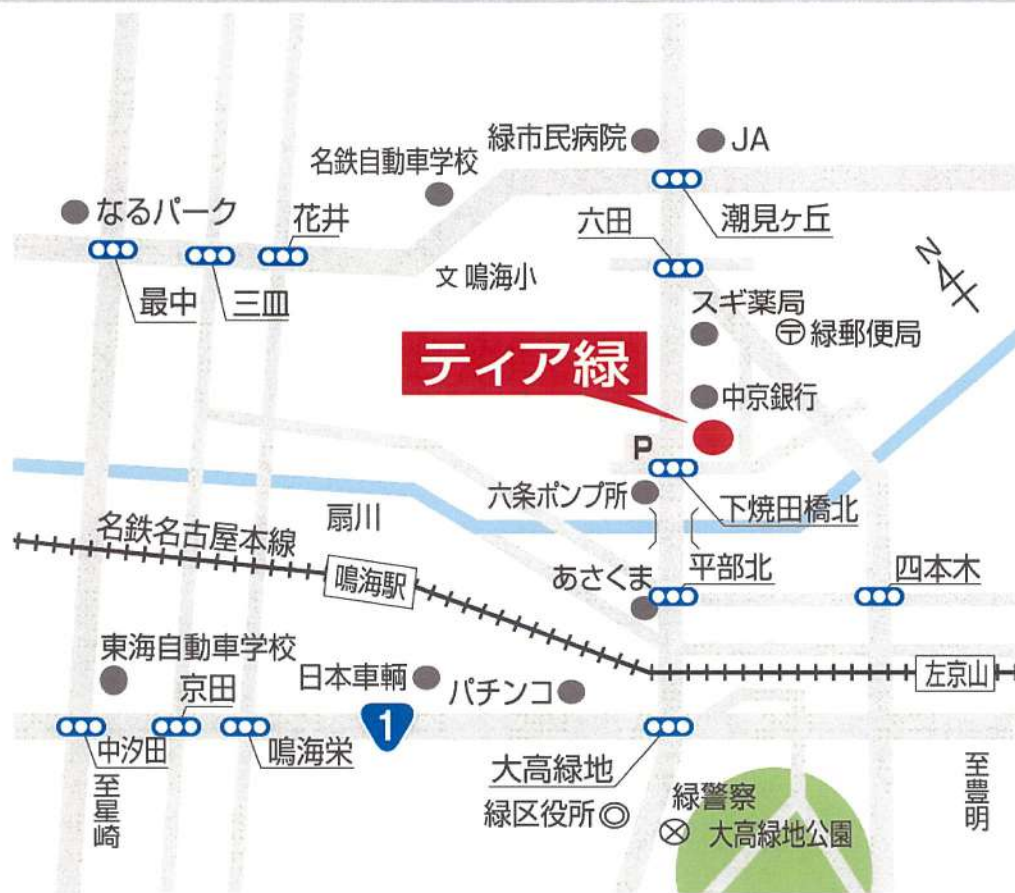 緑市民病院
JA
名鉄自動車学校
なるパーク
花井
六田
潮見ヶ丘
N
最中
三皿
文 鳴海小
スギ薬局
〒緑郵便局
ティア緑
中京銀行
P
六条ポンプ所
下焼田橋北
扇川
名鉄名古屋本線
鳴海駅
あさくま
平部北
四本木
東海自動車学校
京田
日本車輌
パチンコ
左京山
1
中汐田
鳴海栄
大高緑地
至星崎
至豊明
緑区役所
緑警察
大高緑地公園